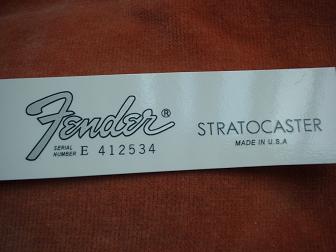 Fender®
SERIAL
NUMBER E 412534
STRATOCASTER
MADE IN U.S.A